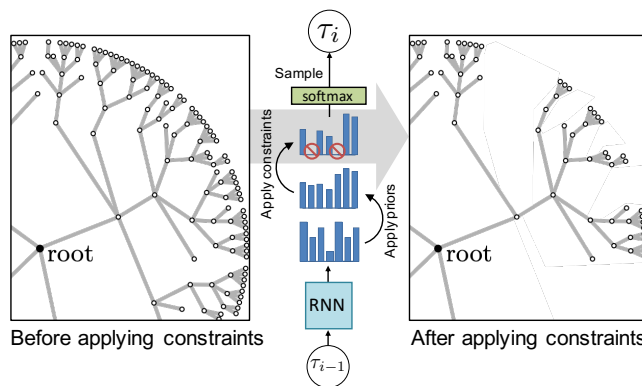 τi
Sample
softmax
Apply constraints
Apply priors
root
root
RNN
Before applying constraints
After applying constraints
τi−1